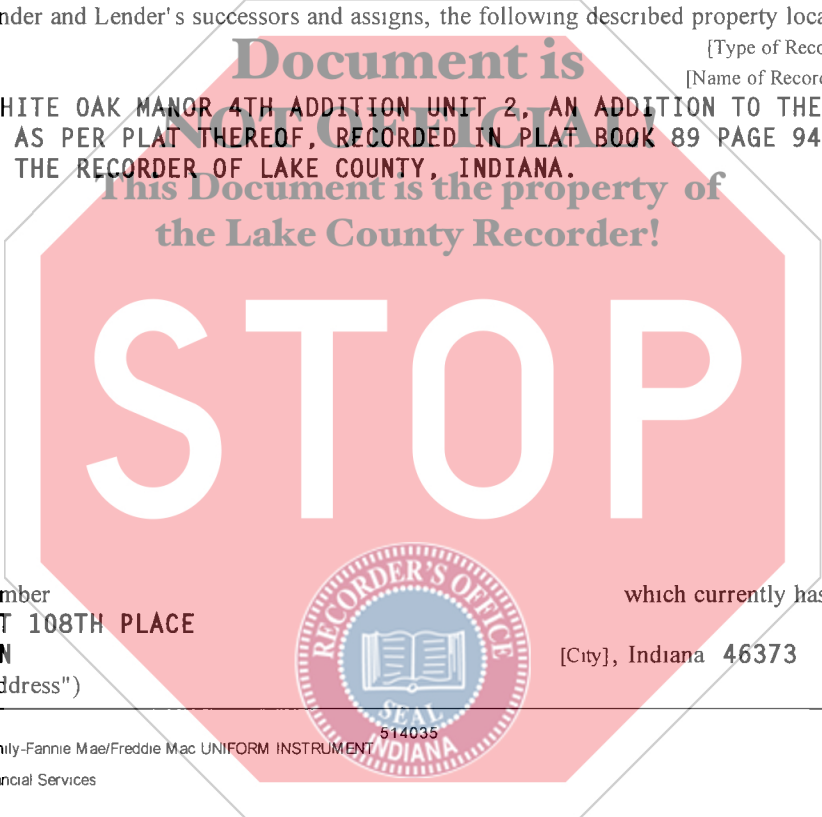 nder and Lender's successors and assigns, the following described property loca
[Type of Reco
[Name of Record
HITE OAK MANOR 4TH ADDITION UNIT 2, AN ADDITION TO THE
AS PER PLAT THEREOF, RECORDED IN PLAT BOOK 89 PAGE 94
THE RECORDER OF LAKE COUNTY, INDIANA.
Document is
NOT OFFICIAL!
This Document is the property of
the Lake County Recorder!
STOP
RECORDER'S OFFICE
SEAL
INDIANA
mber which currently has
T 108TH PLACE
N [City], Indiana 46373
ddress")
514035
nily-Fannie Mae/Freddie Mac UNIFORM INSTRUMENT
ancial Services